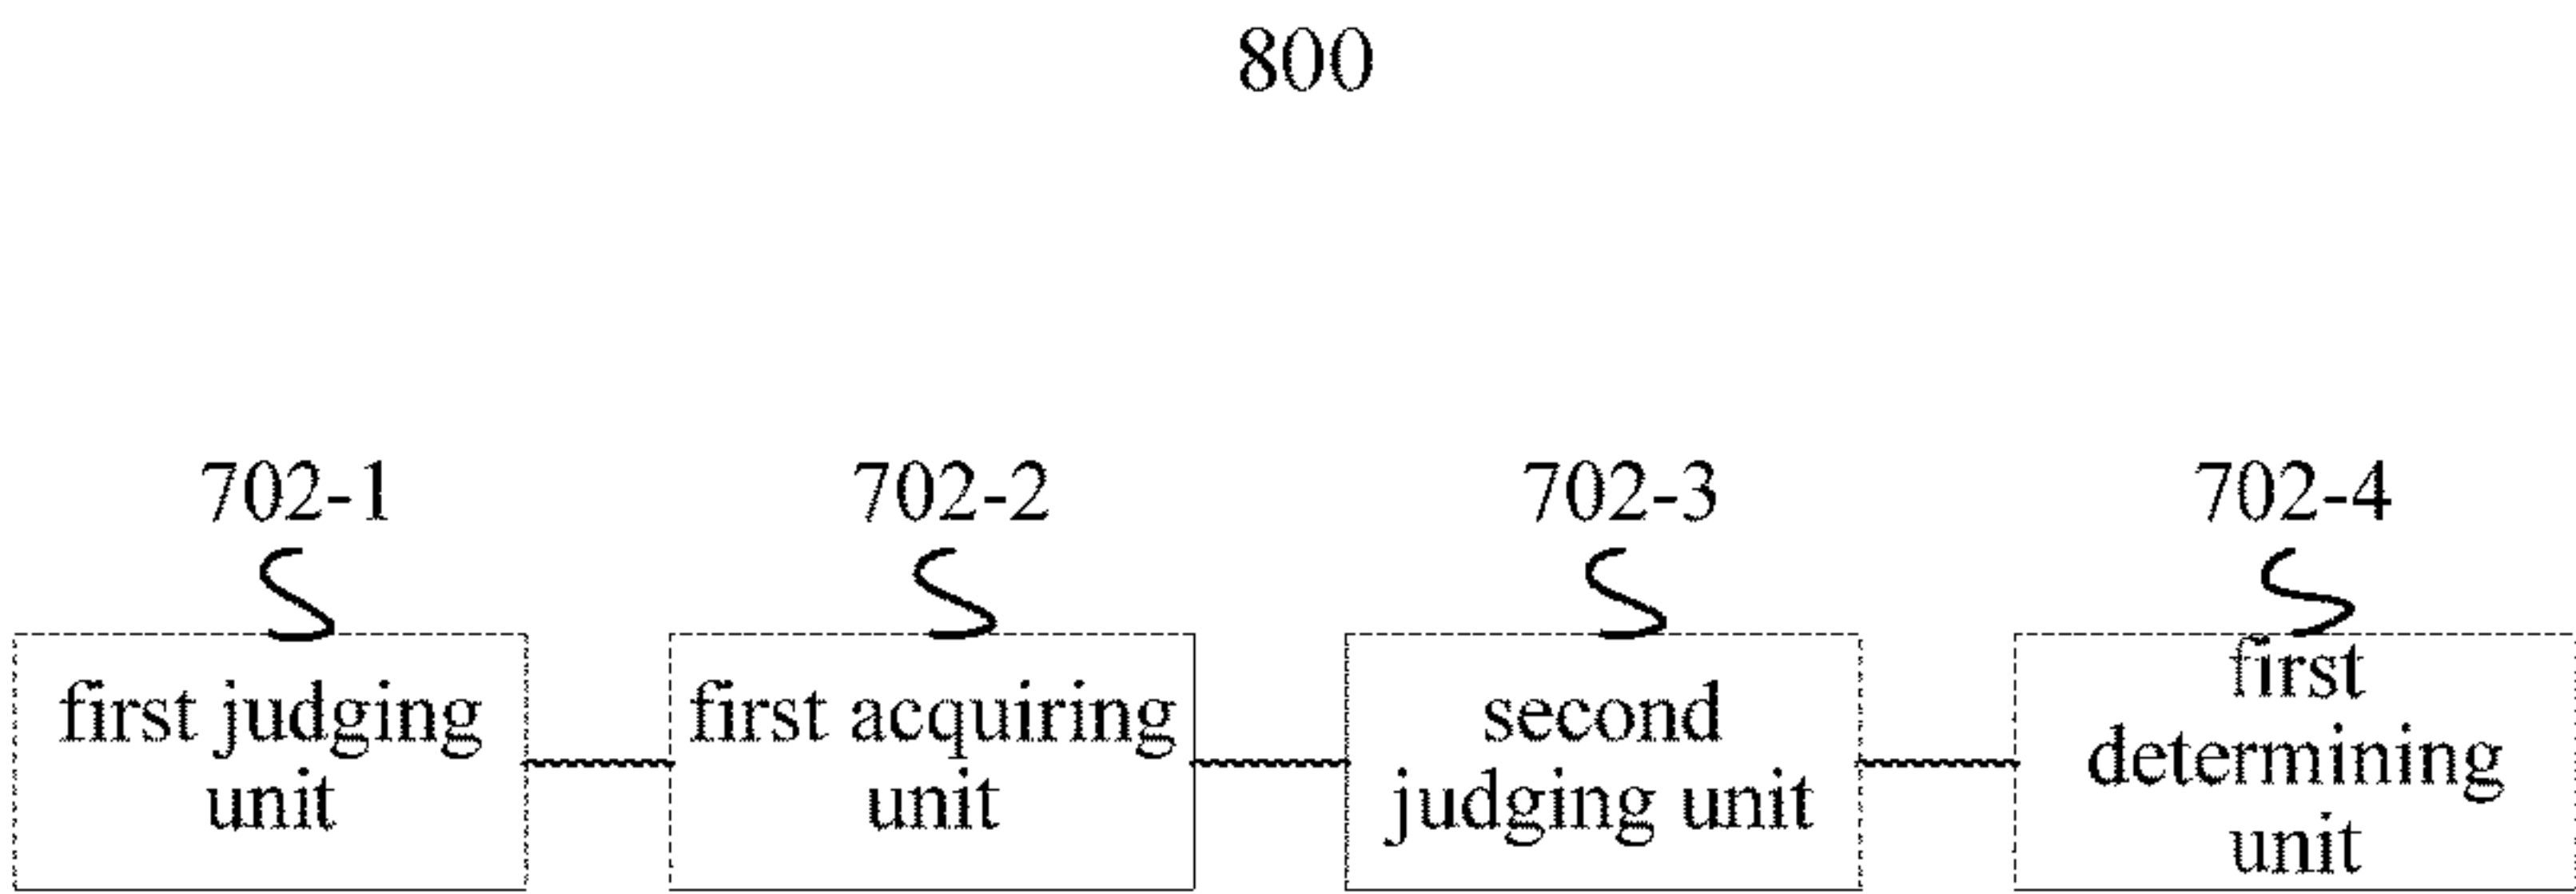 800
702-1
702-2
702-3
702-4
first judging
unit
first acquiring
unit
second
judging unit
first
determining
unit